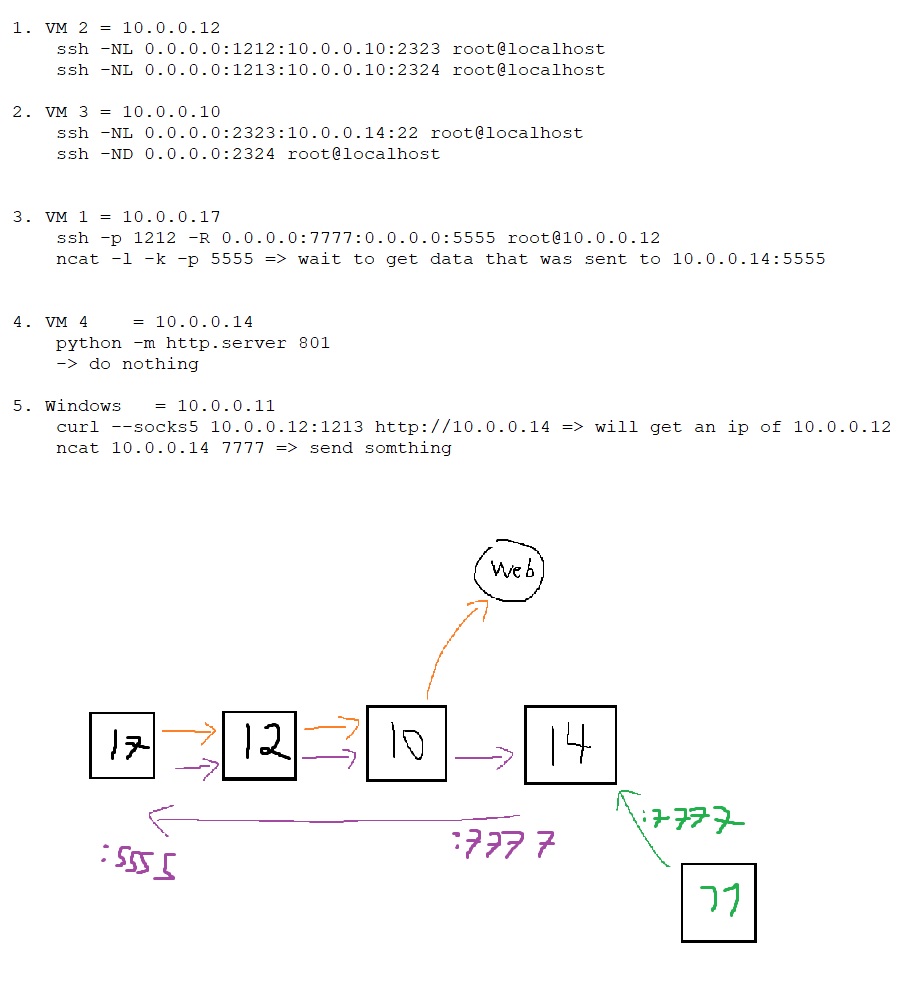 1. VM 2 = 10.0.0.12
ssh -NL 0.0.0.0:1212:10.0.0.10:2323 root@localhost
ssh -NL 0.0.0.0:1213:10.0.0.10:2324 root@localhost
2. VM 3 = 10.0.0.10
ssh -NL 0.0.0.0:2323:10.0.0.14:22 root@localhost
ssh -ND 0.0.0.0:2324 root@localhost
3. VM 1 = 10.0.0.17
ssh -p 1212 -R 0.0.0.0:7777:0.0.0.0:5555 root@10.0.0.12
ncat -l -k -p 5555 => wait to get data that was sent to 10.0.0.14:5555
4. VM 4 = 10.0.0.14
python -m http.server 801
-> do nothing
5. Windows = 10.0.0.11
curl --socks5 10.0.0.12:1213 http://10.0.0.14 => will get an ip of 10.0.0.12
ncat 10.0.0.14 7777 => send somthing
Web
17 12 10 14
:7777
:5555 :7777
11